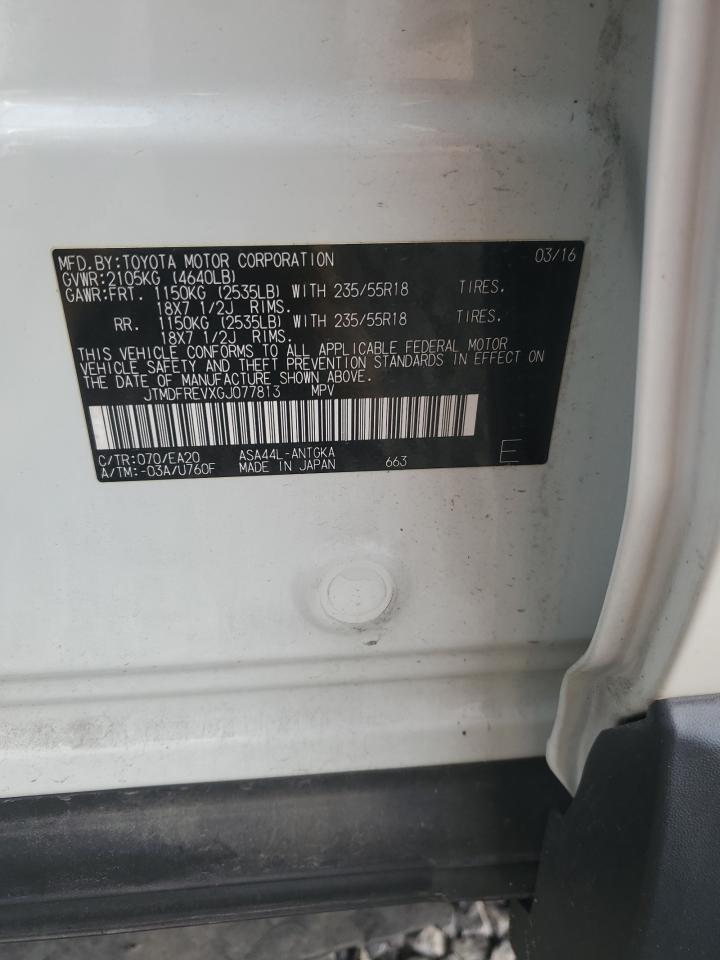 MFD.BY:TOYOTA MOTOR CORPORATION 03/16
GVWR:2105KG (4640LB)
GAWR:FRT. 1150KG (2535LB) WITH 235/55R18 TIRES.
18X7 1/2J RIMS.
RR. 1150KG (2535LB) WITH 235/55R18 TIRES.
18X7 1/2J RIMS.
THIS VEHICLE CONFORMS TO ALL APPLICABLE FEDERAL MOTOR
VEHICLE SAFETY AND THEFT PREVENTION STANDARDS IN EFFECT ON
THE DATE OF MANUFACTURE SHOWN ABOVE.
JTMDFREVXGJ077813 MPV
C/TR:070/EA20 ASA44L-ANTGKA
A/TM:-03A/U760F MADE IN JAPAN 663 E